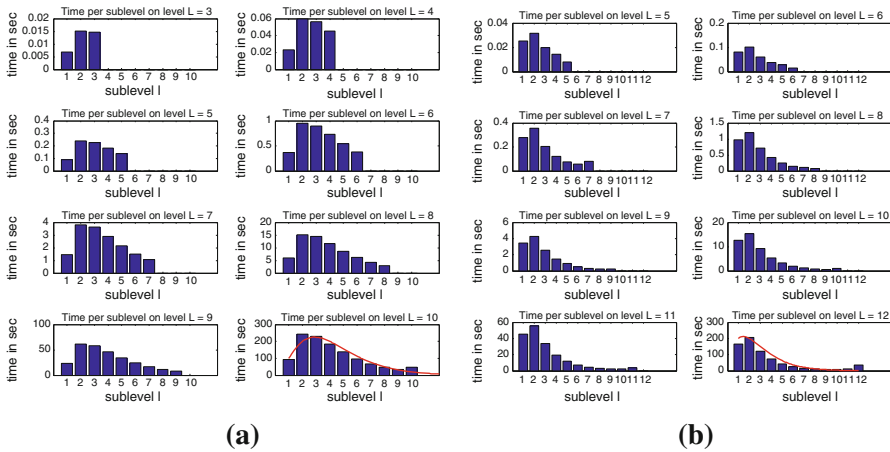 Time per sublevel on level L = 3
time in sec
0.02
0.015
0.01
0.005
0
1 2 3 4 5 6 7 8 9 10
sublevel l
Time per sublevel on level L = 4
time in sec
0.06
0.04
0.02
0
1 2 3 4 5 6 7 8 9 10
sublevel l
Time per sublevel on level L = 5
time in sec
0.4
0.3
0.2
0.1
0
1 2 3 4 5 6 7 8 9 10
sublevel l
Time per sublevel on level L = 6
time in sec
1
0.5
0
1 2 3 4 5 6 7 8 9 10
sublevel l
Time per sublevel on level L = 7
time in sec
4
3
2
1
0
1 2 3 4 5 6 7 8 9 10
sublevel l
Time per sublevel on level L = 8
time in sec
20
15
10
5
0
1 2 3 4 5 6 7 8 9 10
sublevel l
Time per sublevel on level L = 9
time in sec
100
50
0
1 2 3 4 5 6 7 8 9 10
sublevel l
Time per sublevel on level L = 10
time in sec
300
200
100
0
1 2 3 4 5 6 7 8 9 10
sublevel l
(a)
Time per sublevel on level L = 5
time in sec
0.04
0.02
0
1 2 3 4 5 6 7 8 9 10 11 12
sublevel l
Time per sublevel on level L = 6
time in sec
0.2
0.1
0
1 2 3 4 5 6 7 8 9 10 11 12
sublevel l
Time per sublevel on level L = 7
time in sec
0.4
0.2
0
1 2 3 4 5 6 7 8 9 10 11 12
sublevel l
Time per sublevel on level L = 8
time in sec
1.5
1
0.5
0
1 2 3 4 5 6 7 8 9 10 11 12
sublevel l
Time per sublevel on level L = 9
time in sec
6
4
2
0
1 2 3 4 5 6 7 8 9 10 11 12
sublevel l
Time per sublevel on level L = 10
time in sec
20
15
10
5
0
1 2 3 4 5 6 7 8 9 10 11 12
sublevel l
Time per sublevel on level L = 11
time in sec
60
40
20
0
1 2 3 4 5 6 7 8 9 10 11 12
sublevel l
Time per sublevel on level L = 12
time in sec
300
200
100
0
1 2 3 4 5 6 7 8 9 10 11 12
sublevel l
(b)